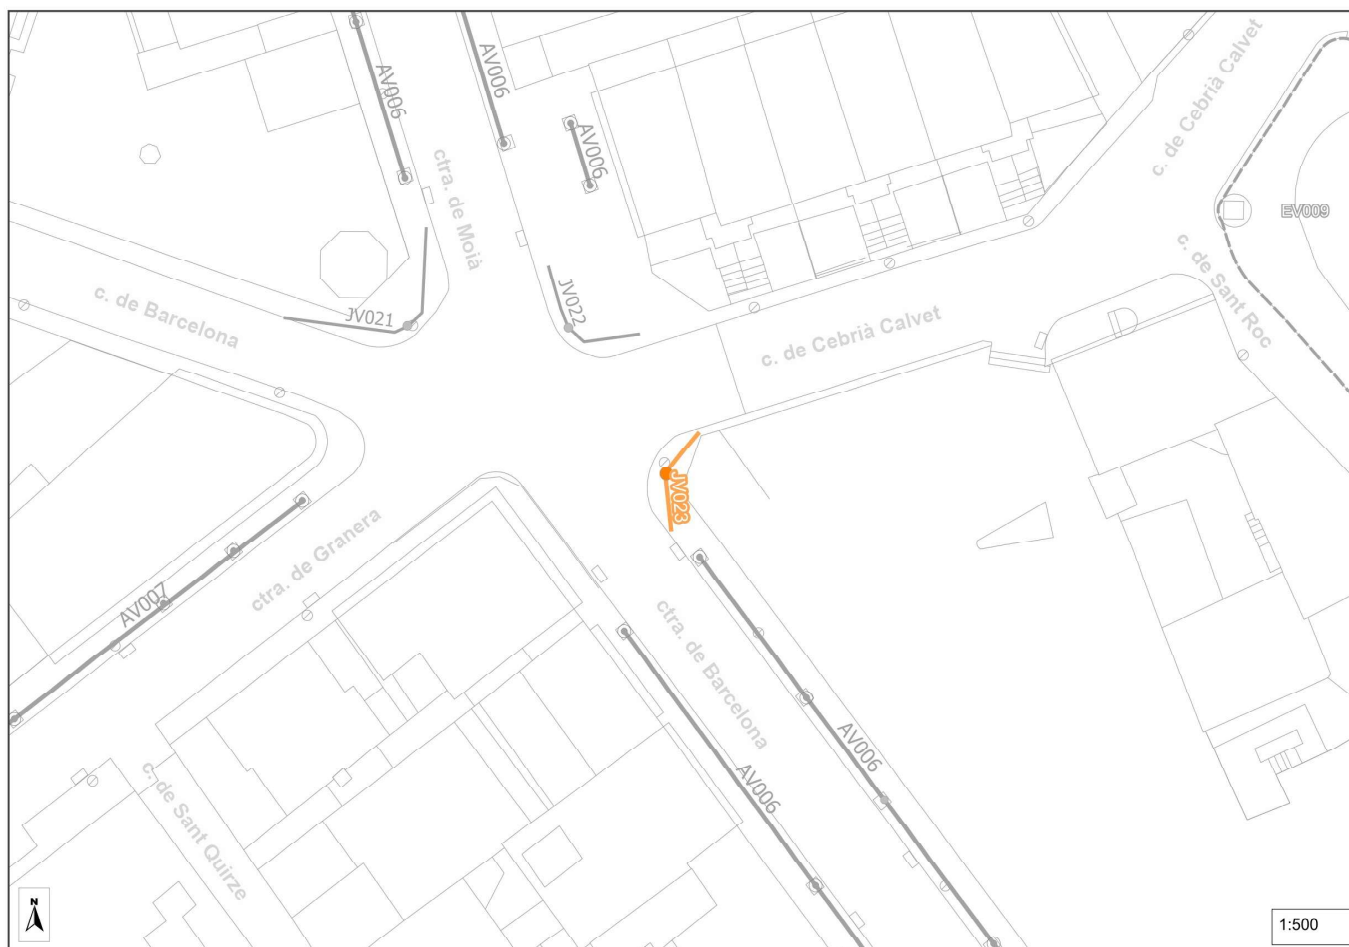 AV006
AV006
AV006
c. de Cebrià Calvet
ctra. de Moià
EV009
c. de Sant Roc
c. de Barcelona
JV021
JV022
c. de Cebrià Calvet
JV023
ctra. de Granera
AV007
ctra. de Barcelona
AV006
AV006
c. de Sant Quirze
N
1:500